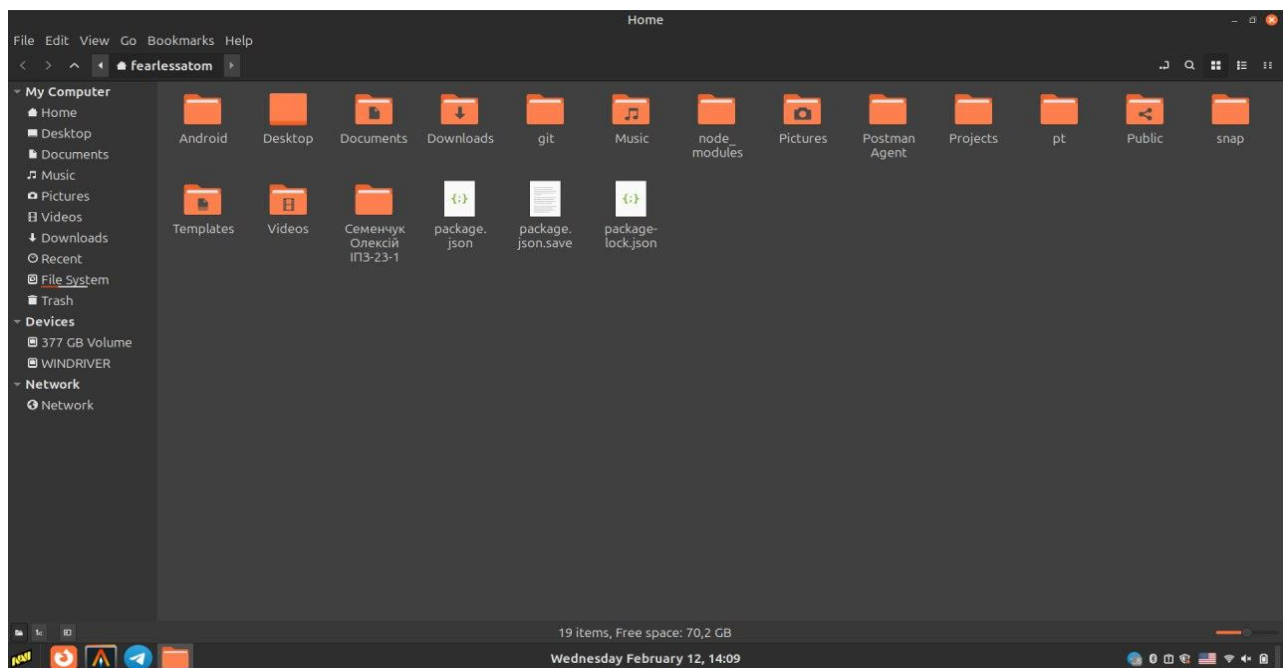 Home
File Edit View Go Bookmarks Help
fearlessatom
My Computer
Home
Desktop
Documents
Music
Pictures
Videos
Downloads
Recent
File System
Trash
Devices
377 GB Volume
WINDRIVER
Network
Network
Android Desktop Documents Downloads git Music node_ Pictures Postman Projects pt Public snap
modules Agent
Templates Videos Семенчук package. package. package-
Олексій json json.save lock.json
ІПЗ-23-1
19 items, Free space: 70,2 GB
Wednesday February 12, 14:09